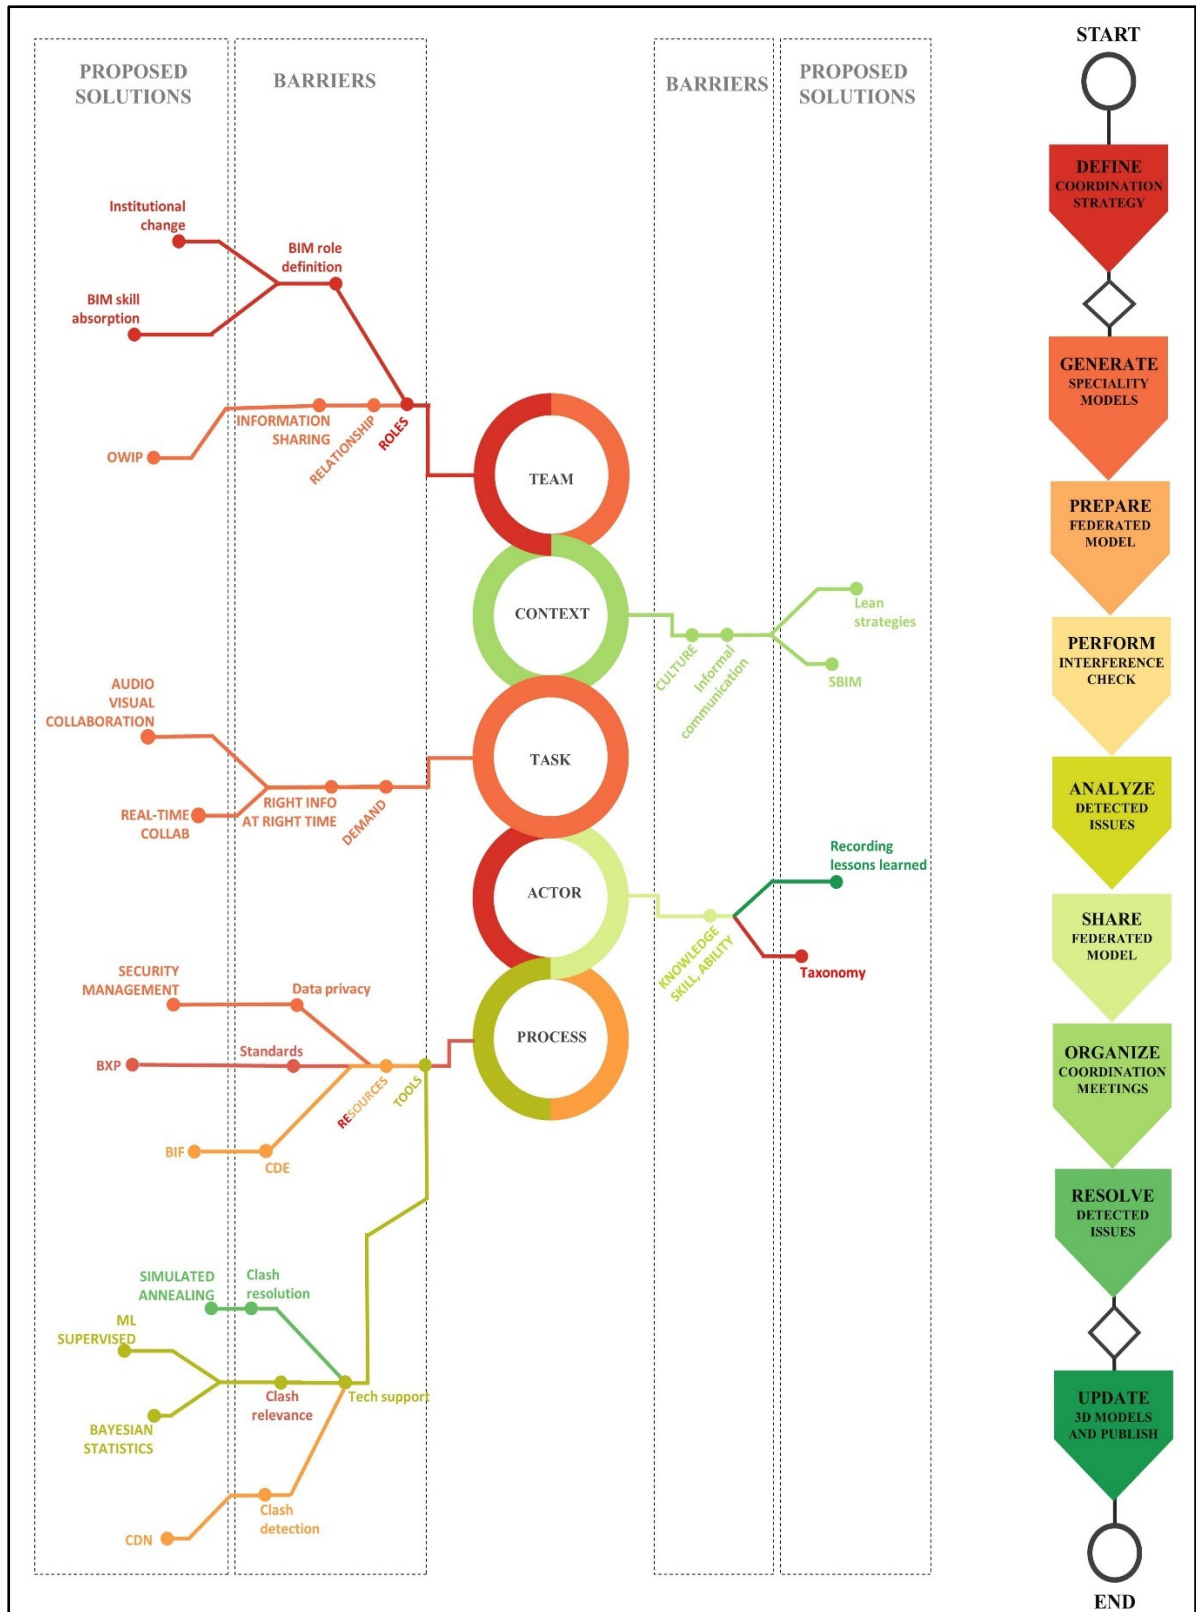 PROPOSED
SOLUTIONS
BARRIERS
BARRIERS
PROPOSED
SOLUTIONS
Institutional
change
BIM role
definition
BIM skill
absorption
INFORMATION
SHARING
RELATIONSHIP
ROLES
OWIP
TEAM
CONTEXT
CULTURE
Informal
communication
Lean
strategies
SBIM
AUDIO
VISUAL
COLLABORATION
REAL-TIME
COLLAB
RIGHT INFO
AT RIGHT TIME
DEMAND
TASK
ACTOR
KNOWLEDGE
SKILL, ABILITY
Recording
lessons learned
Taxonomy
SECURITY
MANAGEMENT
Data privacy
BXP
Standards
RESOURCES
TOOLS
BIF
CDE
PROCESS
SIMULATED
ANNEALING
Clash
resolution
ML
SUPERVISED
Clash
relevance
Tech support
BAYESIAN
STATISTICS
Clash
detection
CDN
START
DEFINE
COORDINATION
STRATEGY
GENERATE
SPECIALITY
MODELS
PREPARE
FEDERATED
MODEL
PERFORM
INTERFERENCE
CHECK
ANALYZE
DETECTED
ISSUES
SHARE
FEDERATED
MODEL
ORGANIZE
COORDINATION
MEETINGS
RESOLVE
DETECTED
ISSUES
UPDATE
3D MODELS
AND PUBLISH
END